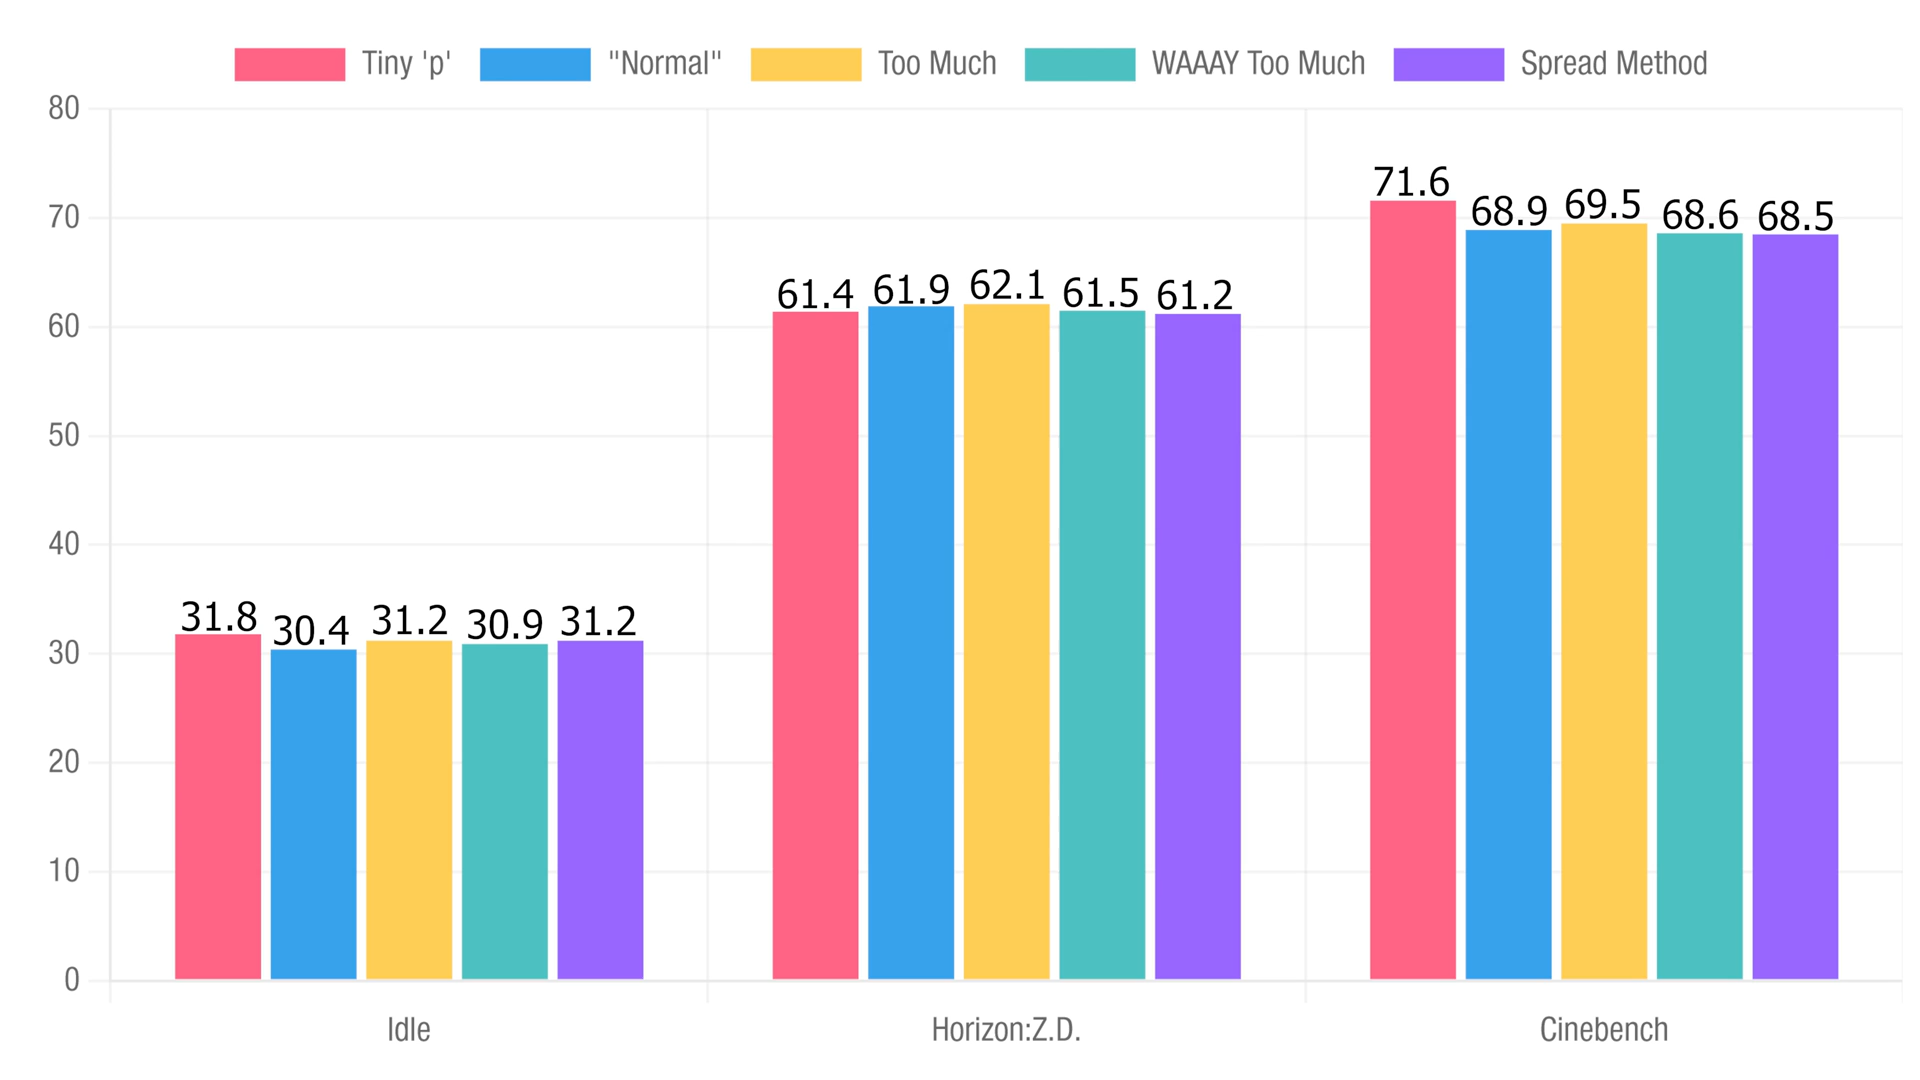 Tiny 'p' "Normal" Too Much WAAAY Too Much Spread Method
80
70
60
50
40
30
20
10
0
31.8 30.4 31.2 30.9 31.2
61.4 61.9 62.1 61.5 61.2
71.6 68.9 69.5 68.6 68.5
Idle Horizon:Z.D. Cinebench